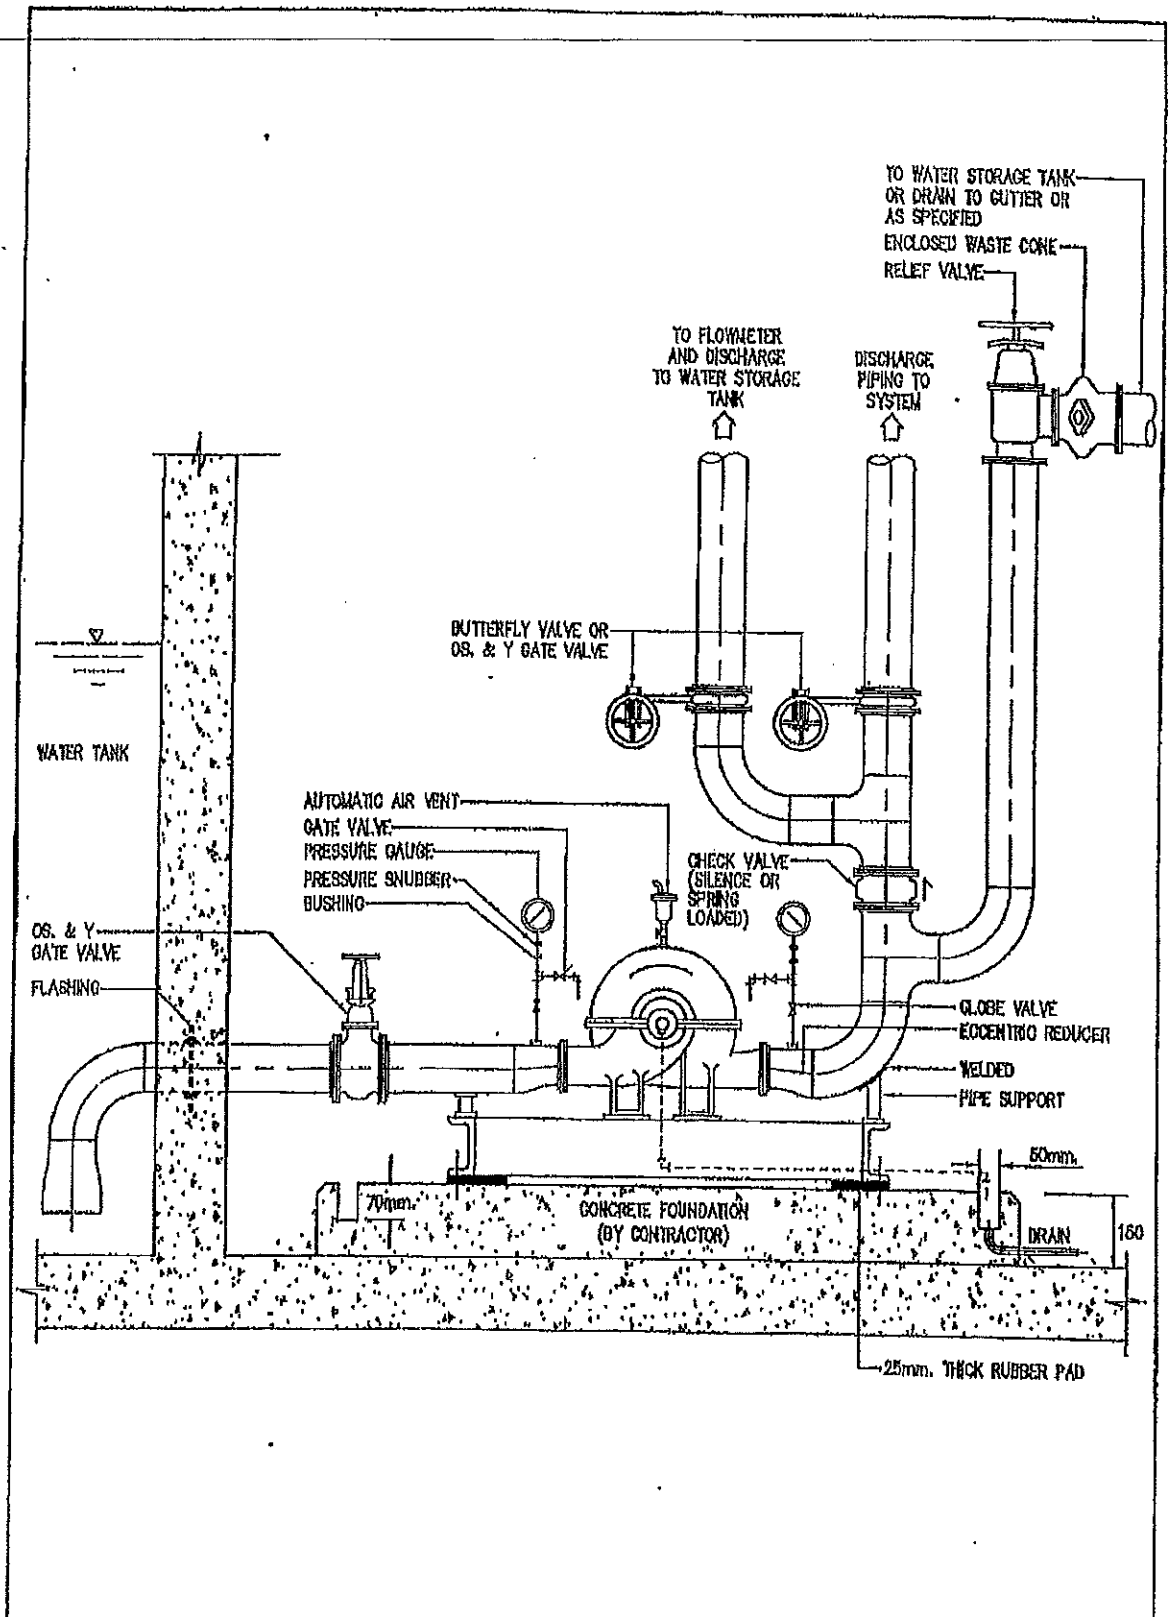 TO WATER STORAGE TANK
OR DRAIN TO GUTTER OR
AS SPECIFIED
ENCLOSED WASTE CONE
RELIEF VALVE
TO FLOWMETER
AND DISCHARGE
TO WATER STORAGE
TANK
DISCHARGE
PIPING TO
SYSTEM
BUTTERFLY VALVE OR
OS. & Y GATE VALVE
WATER TANK
AUTOMATIC AIR VENT
GATE VALVE
PRESSURE GAUGE
PRESSURE SNUBBER
BUSHING
CHECK VALVE
(SILENCE OR
SPRING
LOADED)
OS. & Y
GATE VALVE
FLASHING
GLOBE VALVE
ECCENTRIC REDUCER
WELDED
PIPE SUPPORT
50mm.
70mm.
CONCRETE FOUNDATION
(BY CONTRACTOR)
DRAIN
150
25mm. THICK RUBBER PAD